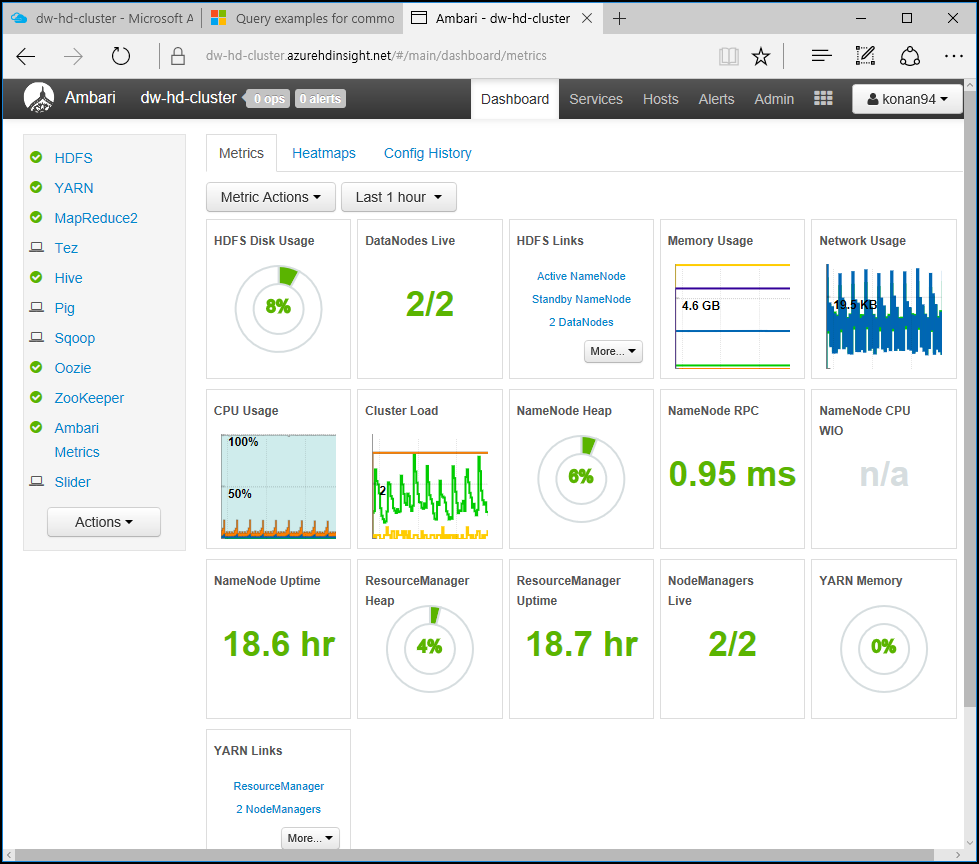 dw-hd-cluster - Microsoft A
Query examples for commo
Ambari - dw-hd-cluster
dw-hd-cluster.azurehdinsight.net/#/main/dashboard/metrics
Ambari
dw-hd-cluster
0 ops
0 alerts
Dashboard
Services
Hosts
Alerts
Admin
konan94
HDFS
YARN
MapReduce2
Tez
Hive
Pig
Sqoop
Oozie
ZooKeeper
Ambari
Metrics
Slider
Actions
Metrics
Heatmaps
Config History
Metric Actions
Last 1 hour
HDFS Disk Usage
8%
DataNodes Live
2/2
HDFS Links
Active NameNode
Standby NameNode
2 DataNodes
More...
Memory Usage
4.6 GB
Network Usage
19.5 KB
CPU Usage
100%
50%
Cluster Load
2
NameNode Heap
6%
NameNode RPC
0.95 ms
NameNode CPU
WIO
n/a
NameNode Uptime
18.6 hr
ResourceManager
Heap
4%
ResourceManager
Uptime
18.7 hr
NodeManagers
Live
2/2
YARN Memory
0%
YARN Links
ResourceManager
2 NodeManagers
More...